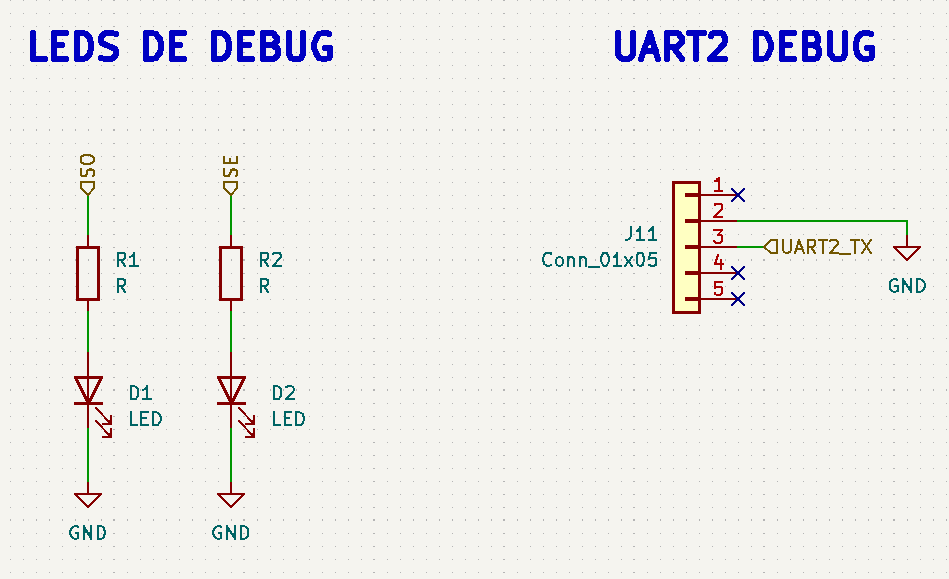 LEDS DE DEBUG
SO
SE
R1
R
R2
R
D1
LED
D2
LED
GND
GND
UART2 DEBUG
J11
Conn_01x05
1
2
3
4
5
UART2_TX
GND